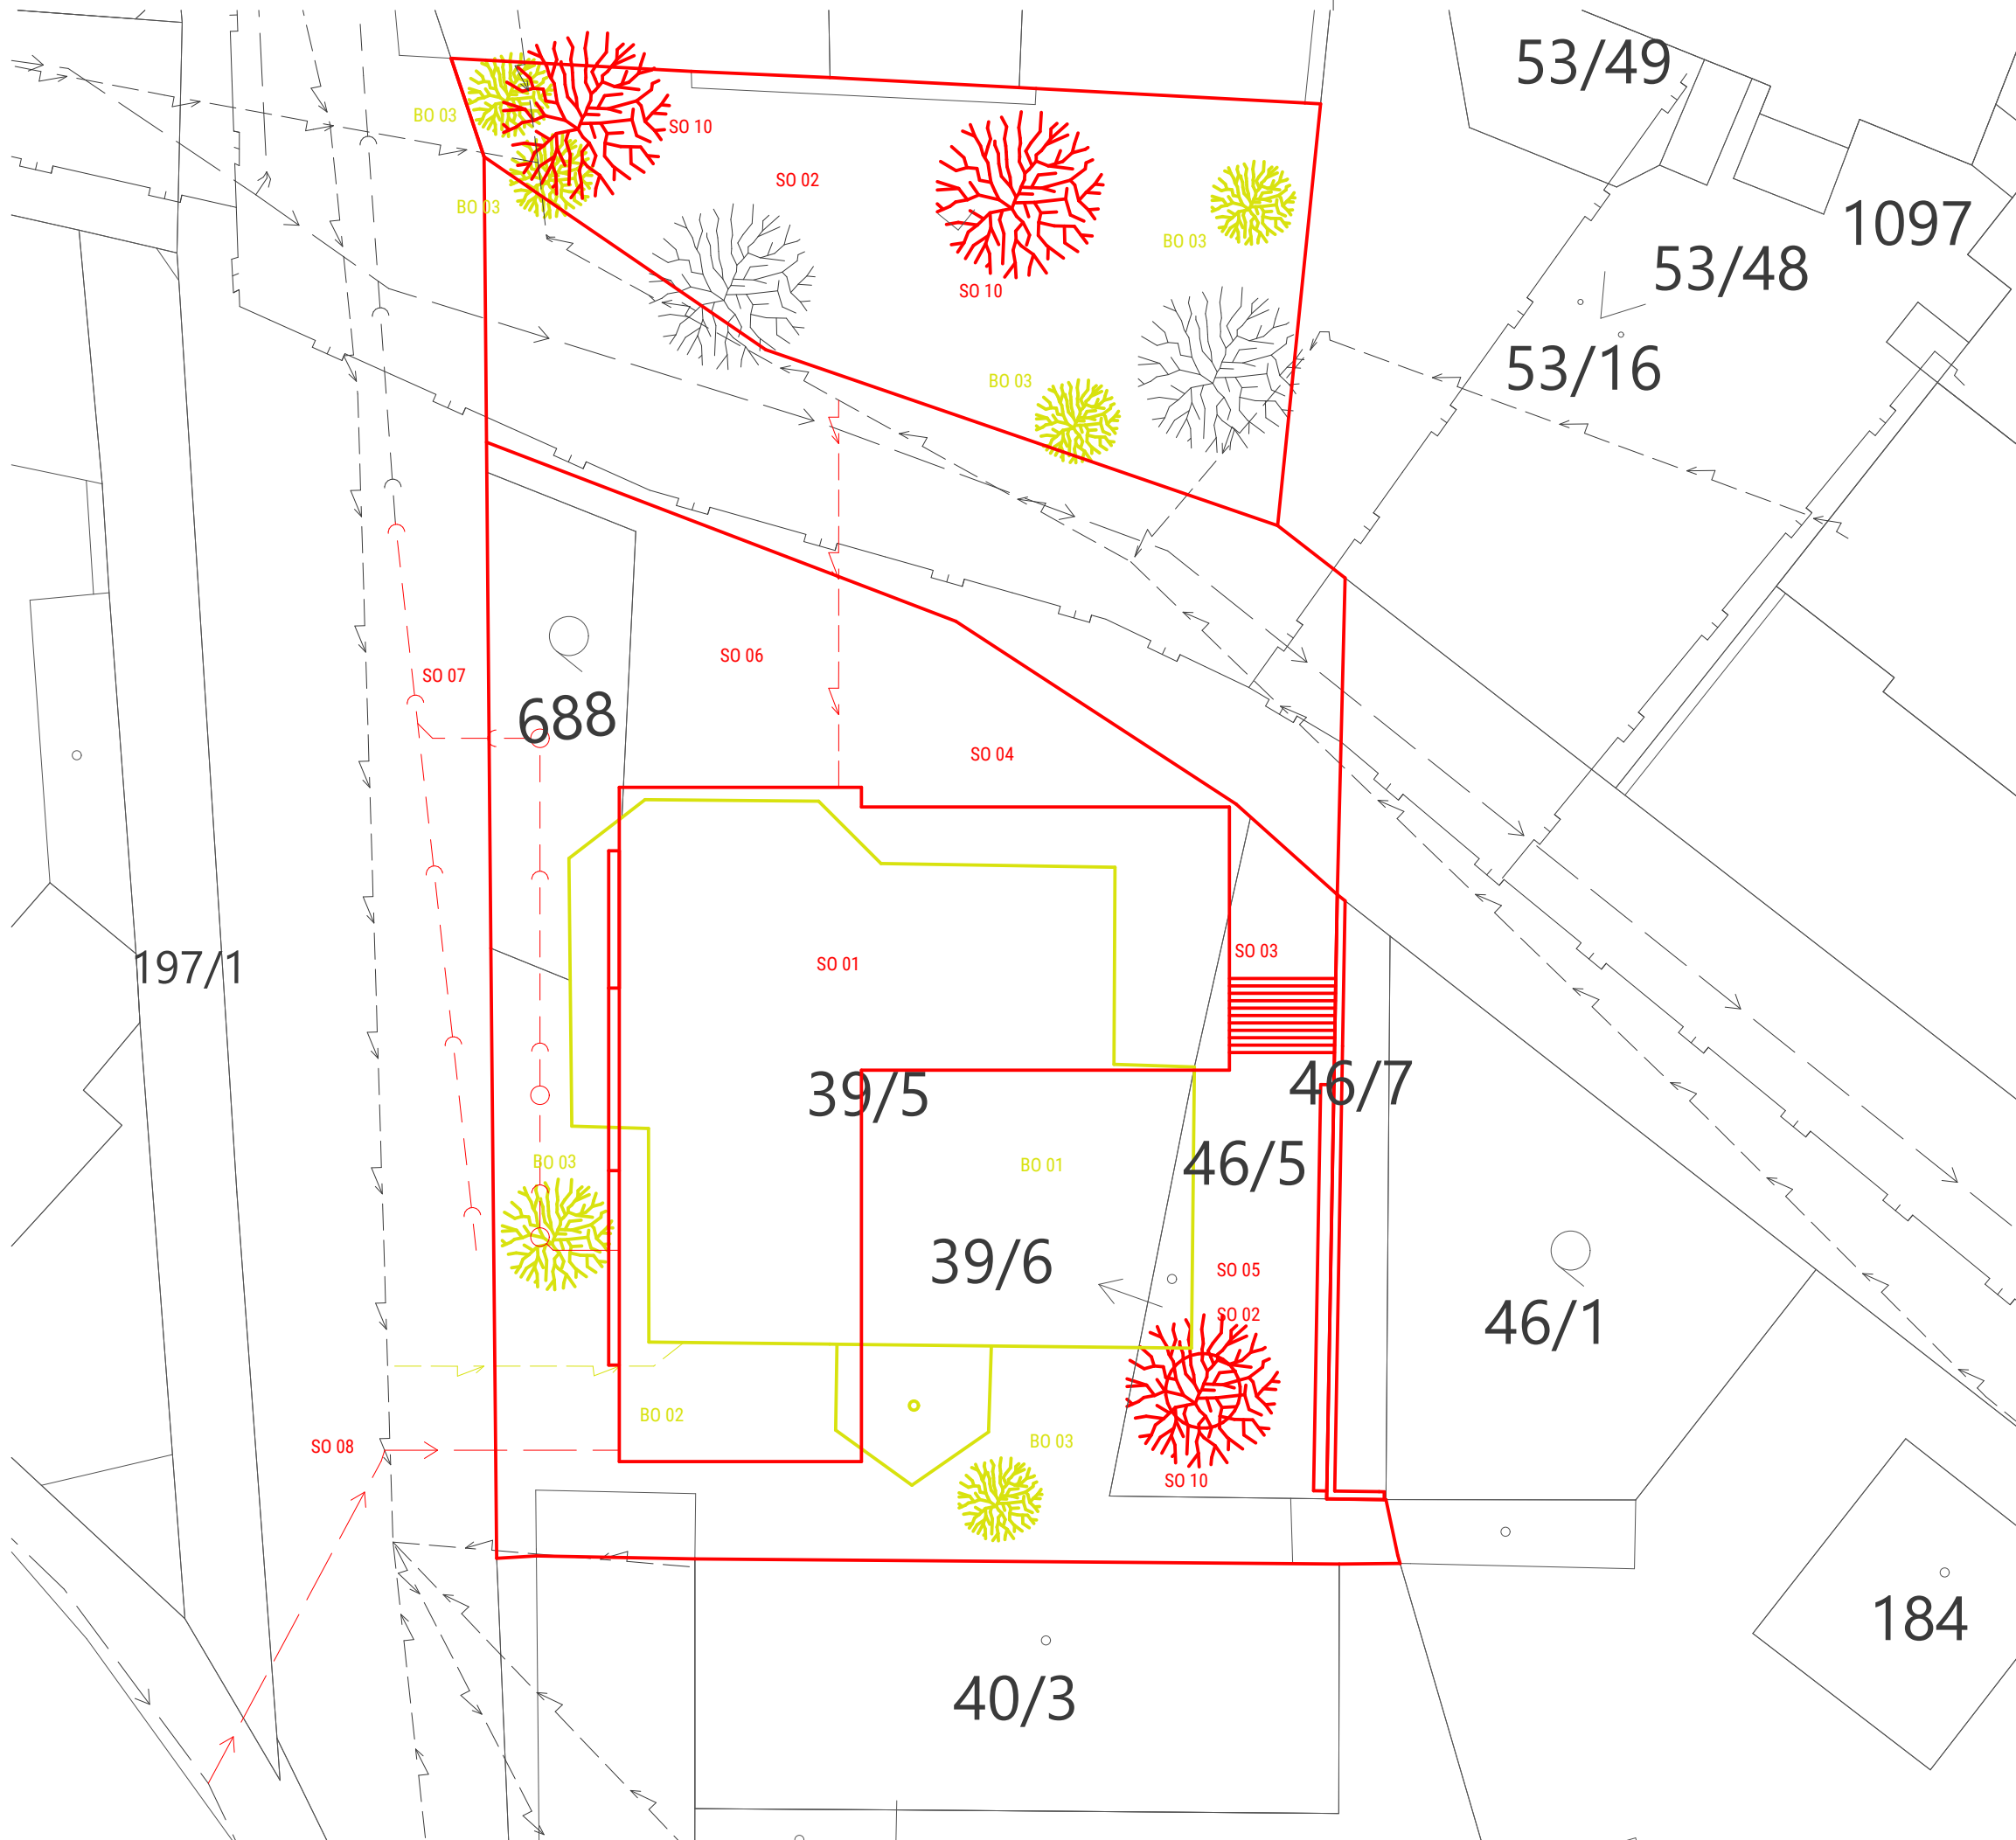 53/49
BO 03
SO 10
SO 02
BO 03
1097
BO 03
53/48
SO 10
53/16
BO 03
SO 06
SO 07
688
SO 04
SO 03
SO 01
197/1
39/5
46/7
BO 03
BO 01
46/5
39/6
SO 05
SO 02
46/1
BO 02
BO 03
SO 08
SO 10
184
40/3